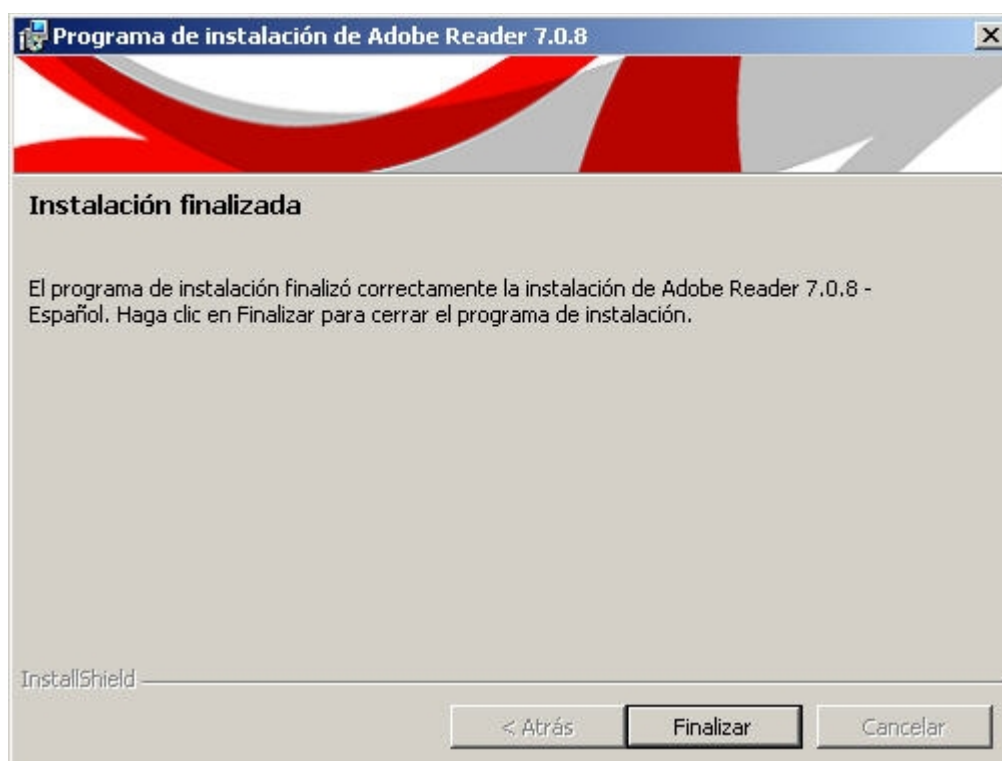 Programa de instalación de Adobe Reader 7.0.8
Instalación finalizada
El programa de instalación finalizó correctamente la instalación de Adobe Reader 7.0.8 -
Español. Haga clic en Finalizar para cerrar el programa de instalación.
InstallShield
< Atrás
Finalizar
Cancelar